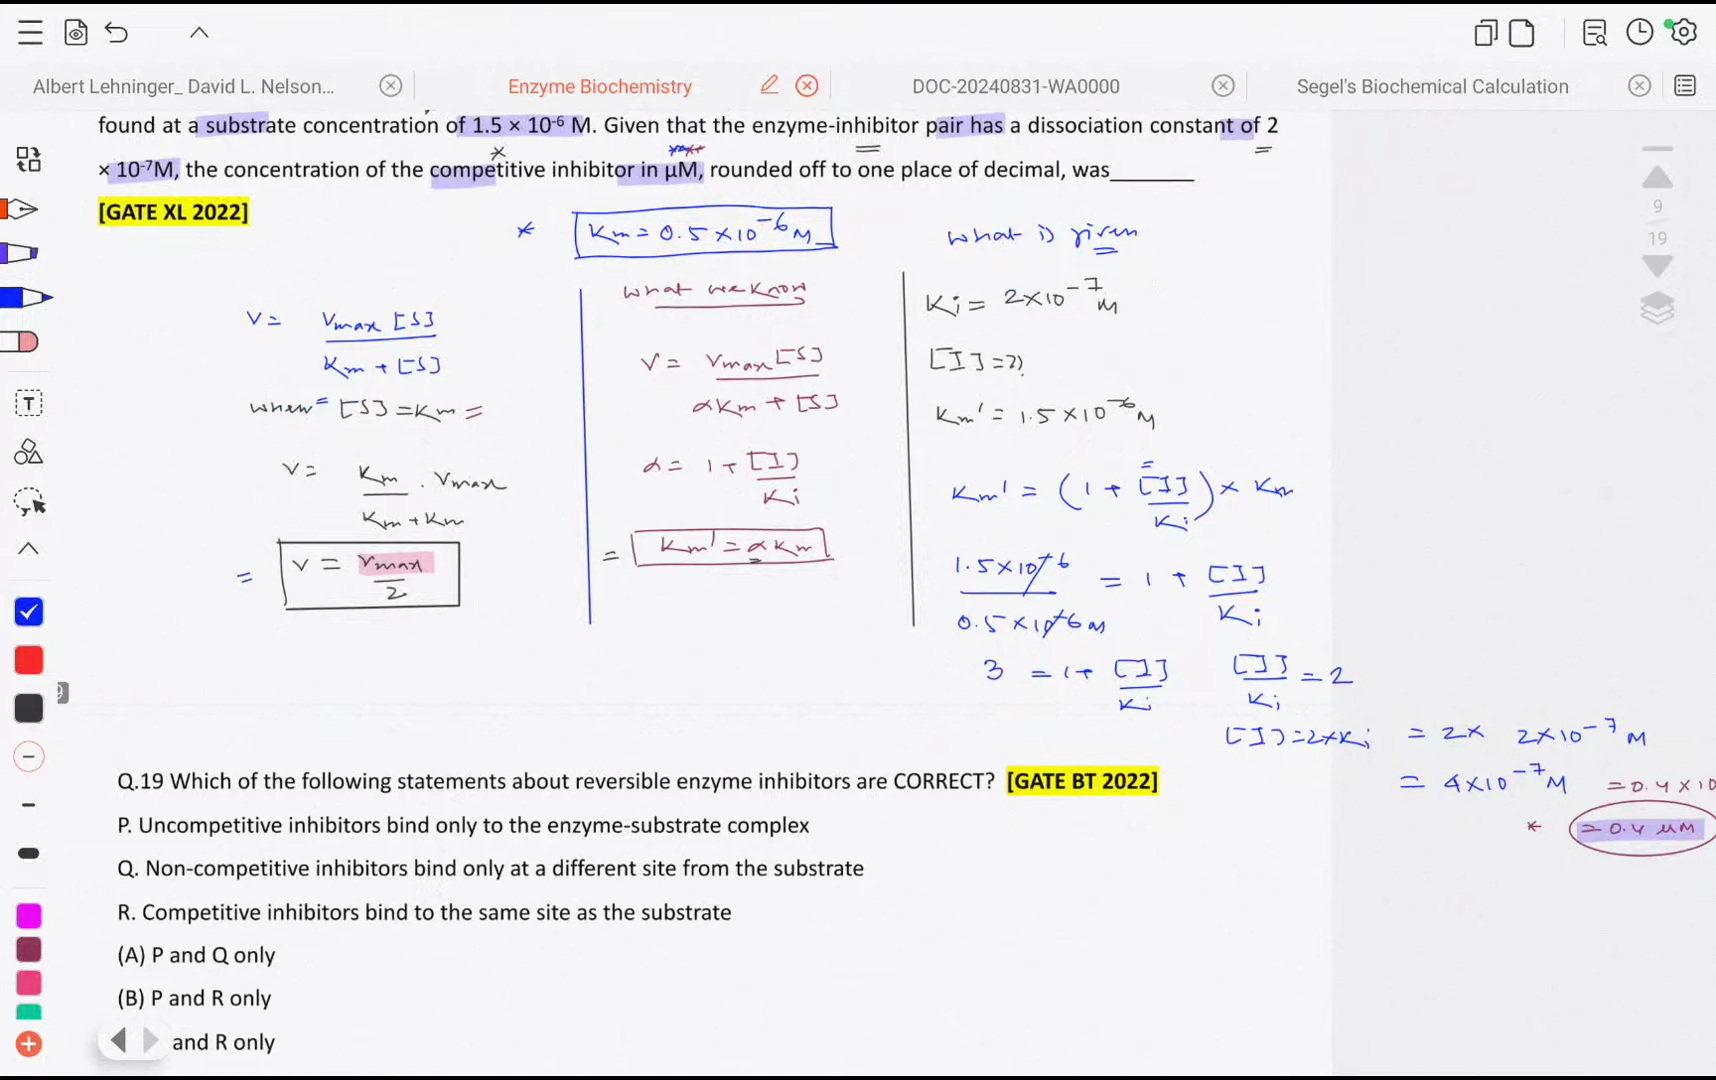 Albert Lehninger_ David L. Nelson...
Enzyme Biochemistry
DOC-20240831-WA0000
Segel's Biochemical Calculation
found at a substrate concentration of 1.5 × 10⁻⁶ M. Given that the enzyme-inhibitor pair has a dissociation constant of 2
× 10⁻⁷M, the concentration of the competitive inhibitor in µM, rounded off to one place of decimal, was_______
[GATE XL 2022]
* Km = 0.5 × 10⁻⁶ M
v = Vmax [S] / Km + [S]
when [S] = Km =
v = Km / Km + Km . Vmax
= v = Vmax / 2
what we know
v = Vmax [S] / αKm + [S]
α = 1 + [I] / Ki
= Km' = αKm
what is given
Ki = 2×10⁻⁷ M
[I] = ??
Km' = 1.5 × 10⁻⁶ M
Km' = (1 + [I] / Ki) × Km
1.5 × 10⁻⁶ / 0.5 × 10⁻⁶ M = 1 + [I] / Ki
3 = 1 + [I] / Ki
[I] / Ki = 2
[I] = 2×Ki = 2× 2×10⁻⁷ M
= 4×10⁻⁷ M = 0.4 × 10
* = 0.4 µM
Q.19 Which of the following statements about reversible enzyme inhibitors are CORRECT? [GATE BT 2022]
P. Uncompetitive inhibitors bind only to the enzyme-substrate complex
Q. Non-competitive inhibitors bind only at a different site from the substrate
R. Competitive inhibitors bind to the same site as the substrate
(A) P and Q only
(B) P and R only
and R only
9
19
T
9